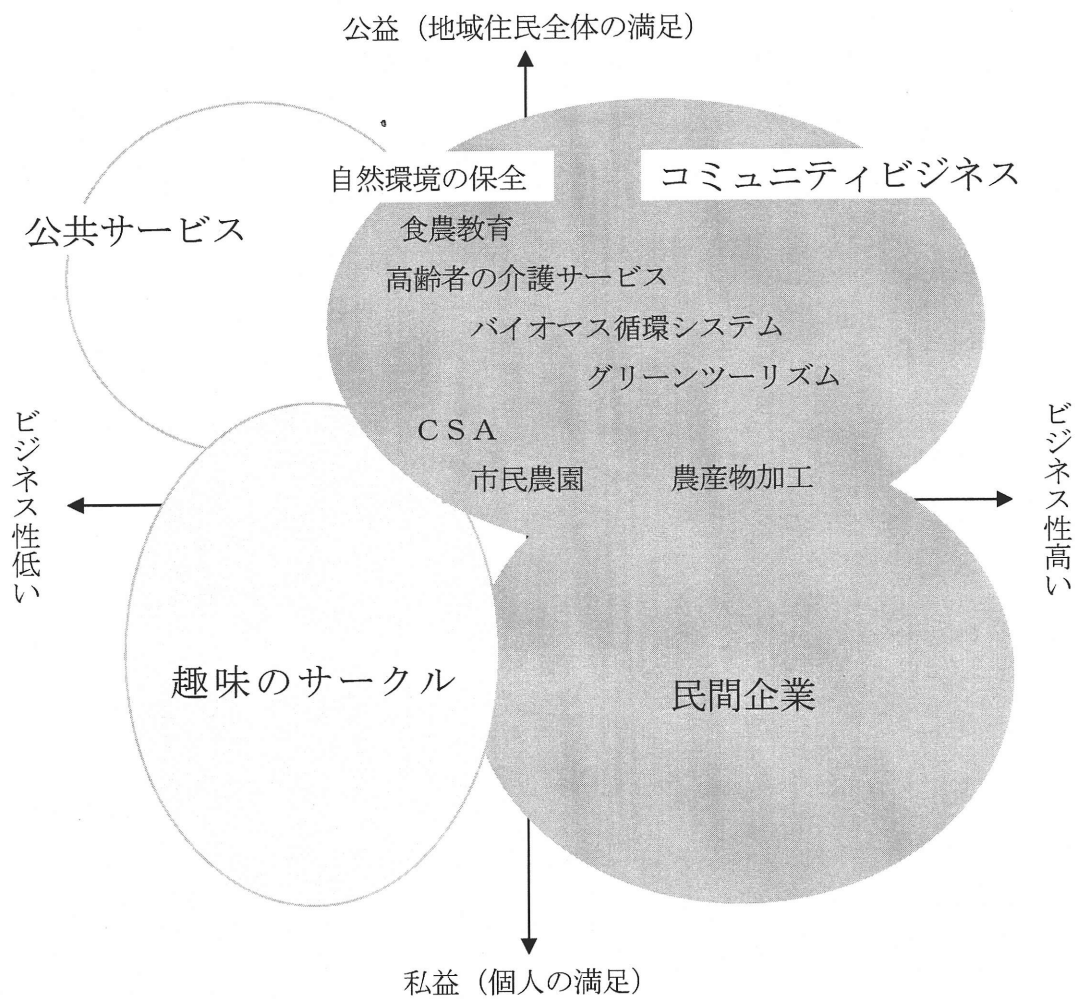 公益（地域住民全体の満足）
自然環境の保全
コミュニティビジネス
公共サービス
食農教育
高齢者の介護サービス
バイオマス循環システム
グリーンツーリズム
ＣＳＡ
市民農園
農産物加工
ビジネス性低い
ビジネス性高い
趣味のサークル
民間企業
私益（個人の満足）